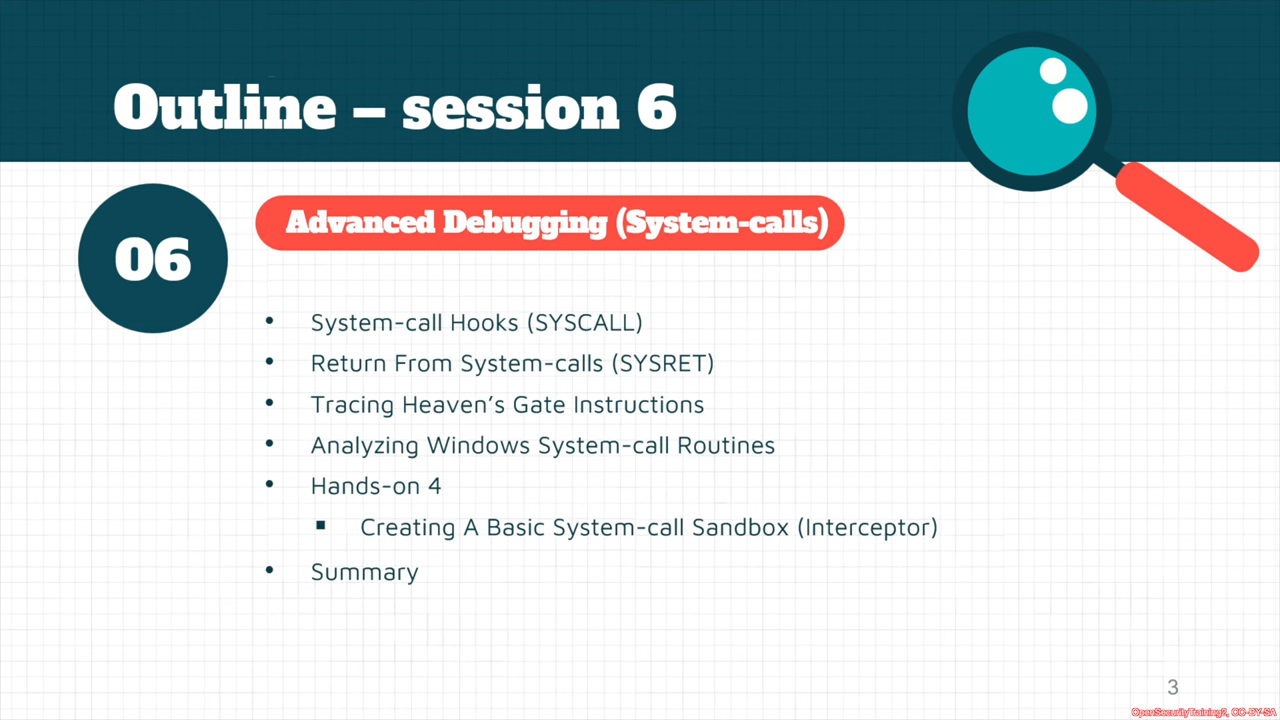 Outline – session 6
06
Advanced Debugging (System-calls)
• System-call Hooks (SYSCALL)
• Return From System-calls (SYSRET)
• Tracing Heaven’s Gate Instructions
• Analyzing Windows System-call Routines
• Hands-on 4
▪ Creating A Basic System-call Sandbox (Interceptor)
• Summary
3
OpenSecurityTraining2, CC-BY-SA